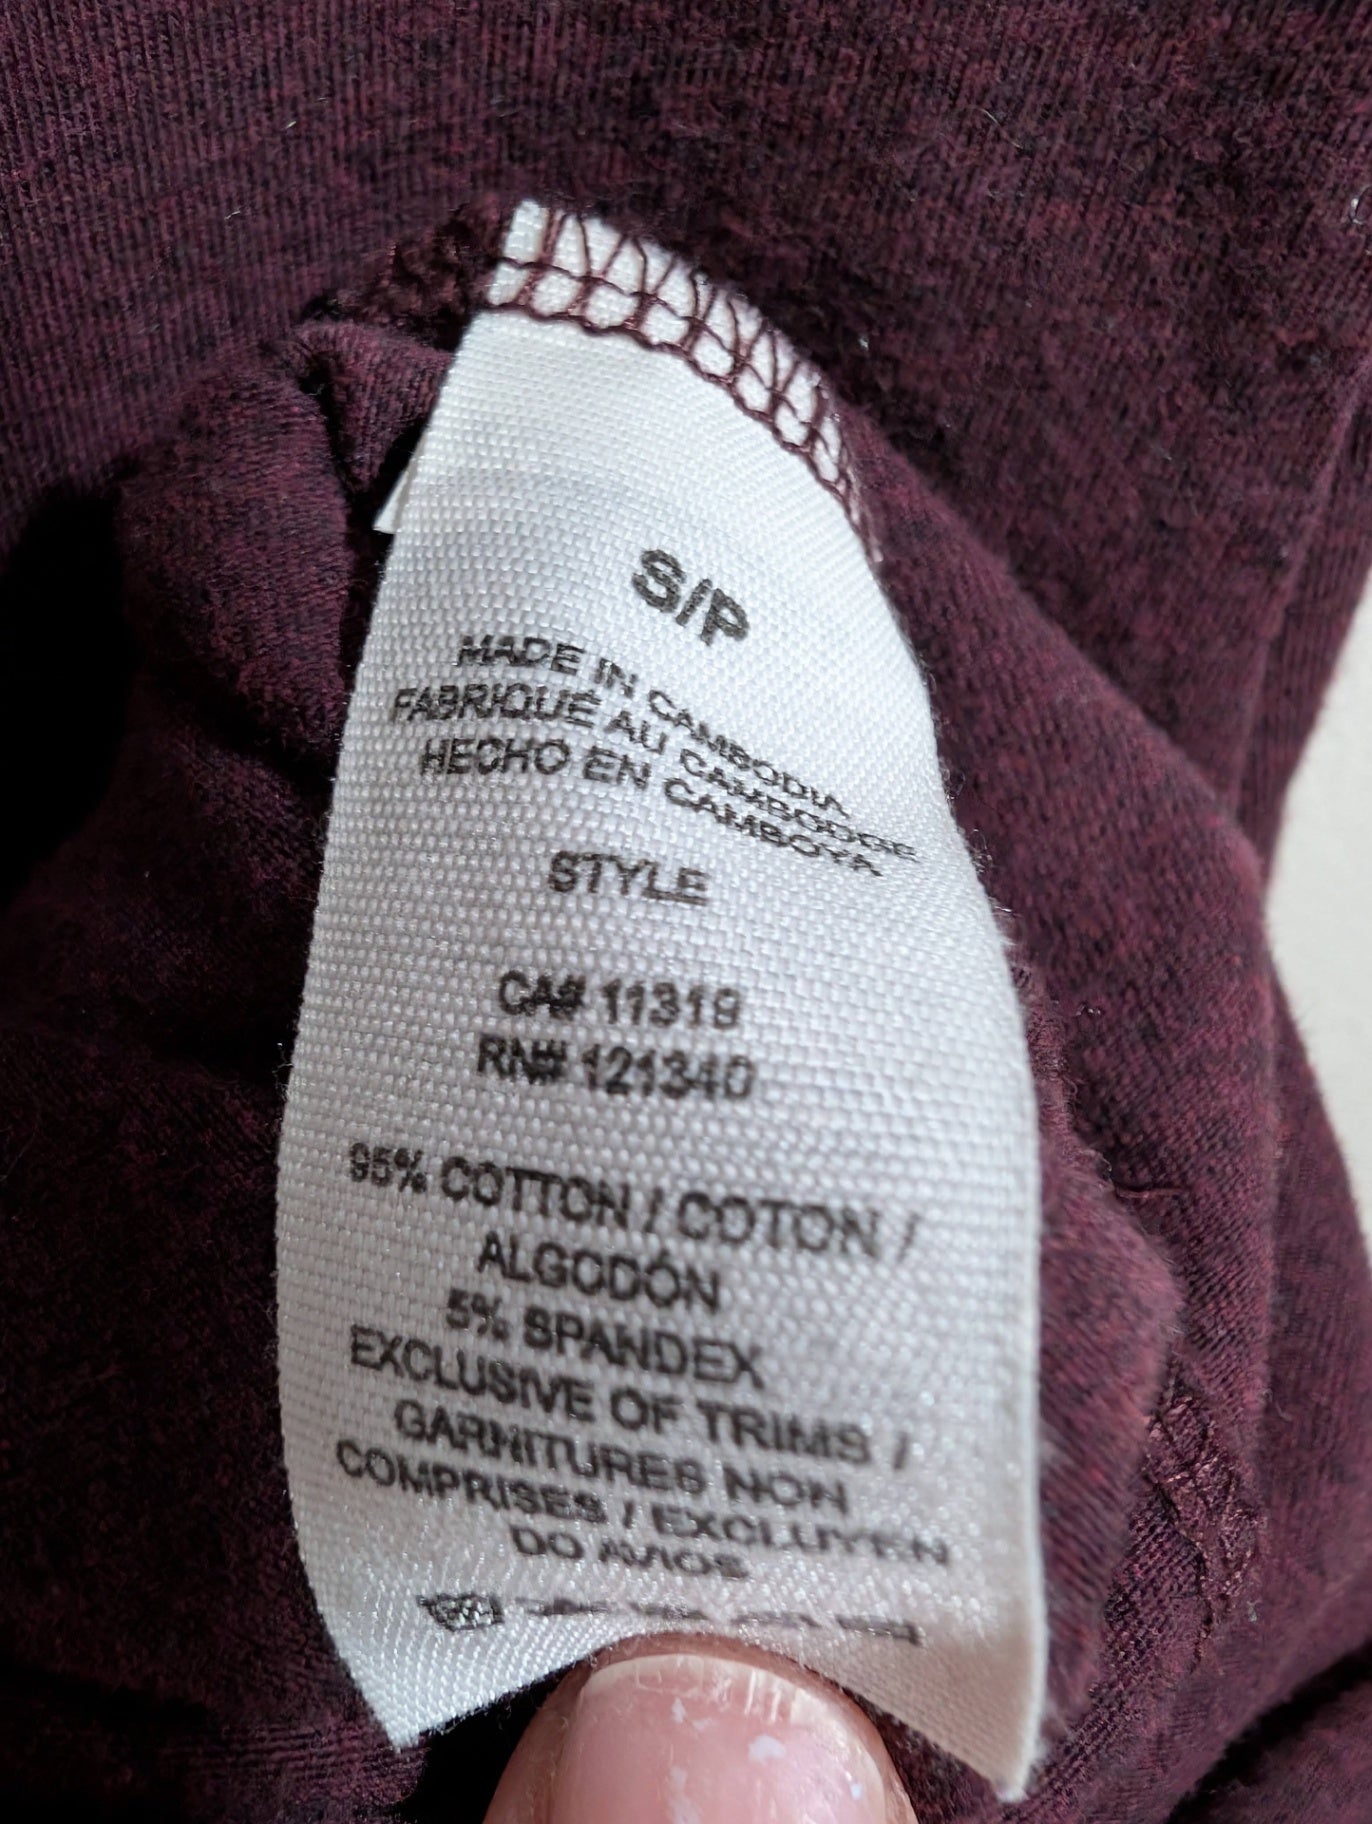 S/P
MADE IN CAMBODIA
FABRIQUÉ AU CAMBODGE
HECHO EN CAMBOYA
STYLE
CA# 11319
RN# 121340
95% COTTON / COTON /
ALGODÓN
5% SPANDEX
EXCLUSIVE OF TRIMS /
GARNITURES NON
COMPRISES / EXCLUYEN
DO AVIOS